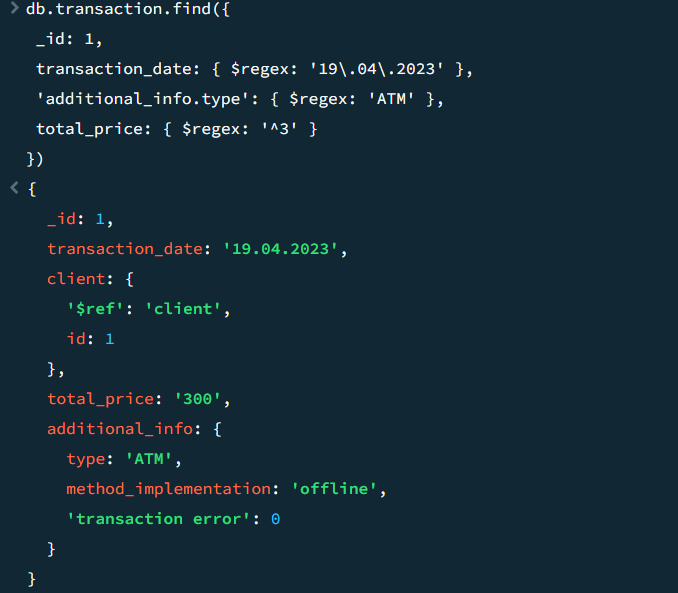 > db.transaction.find({
_id: 1,
transaction_date: { $regex: '19\.04\.2023' },
'additional_info.type': { $regex: 'ATM' },
total_price: { $regex: '^3' }
})
< {
_id: 1,
transaction_date: '19.04.2023',
client: {
'$ref': 'client',
id: 1
},
total_price: '300',
additional_info: {
type: 'ATM',
method_implementation: 'offline',
'transaction error': 0
}
}